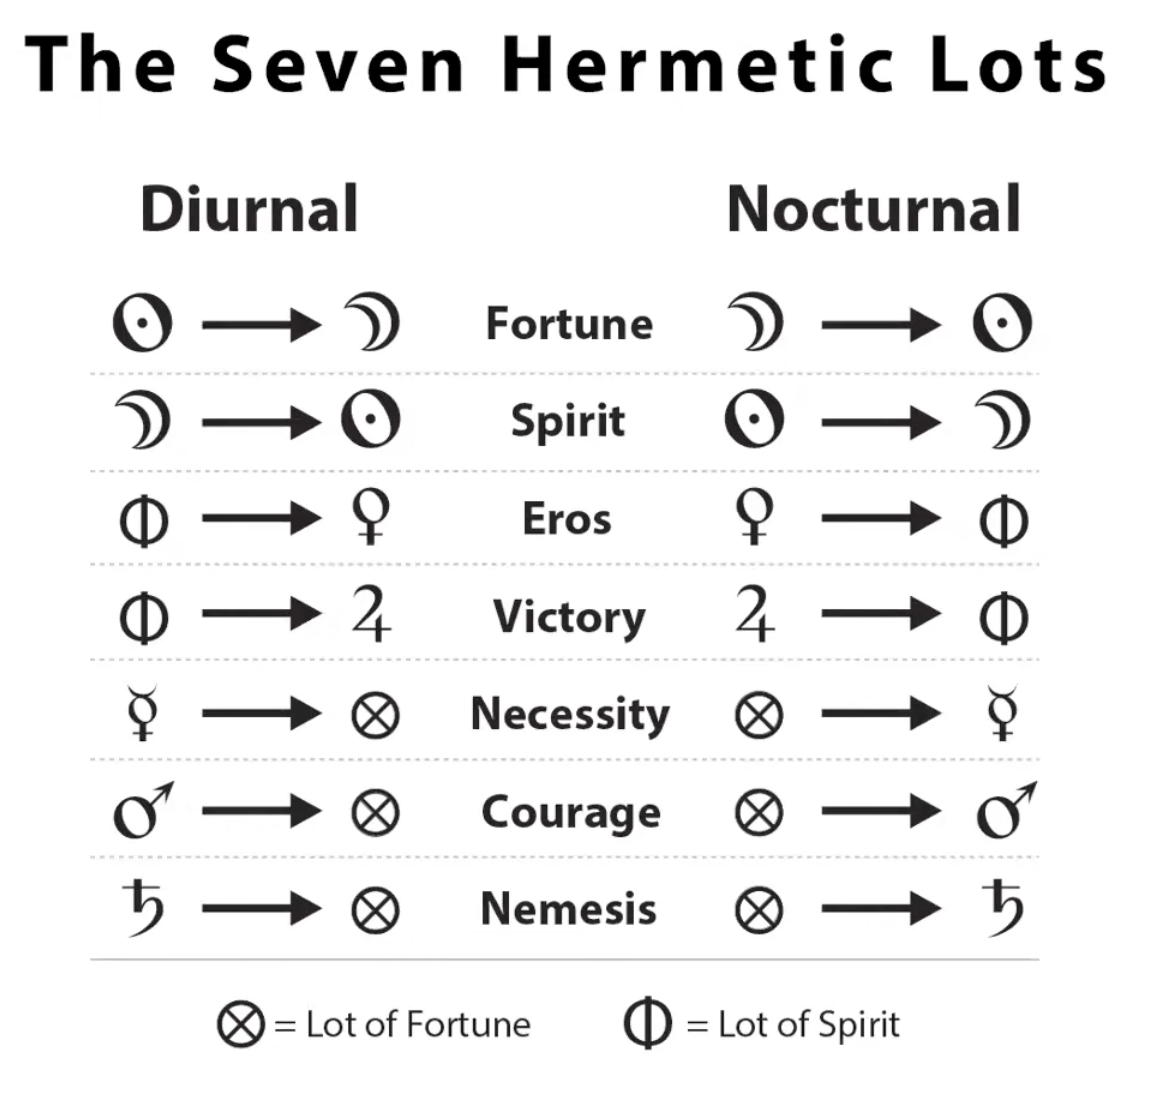 The Seven Hermetic Lots
Diurnal Nocturnal
☉ → ☽ Fortune ☽ → ☉
☽ → ☉ Spirit ☉ → ☽
⦶ → ♀ Eros ♀ → ⦶
⦶ → ♃ Victory ♃ → ⦶
☿ → ⊗ Necessity ⊗ → ☿
♂ → ⊗ Courage ⊗ → ♂
♄ → ⊗ Nemesis ⊗ → ♄
⊗ = Lot of Fortune ⦶ = Lot of Spirit